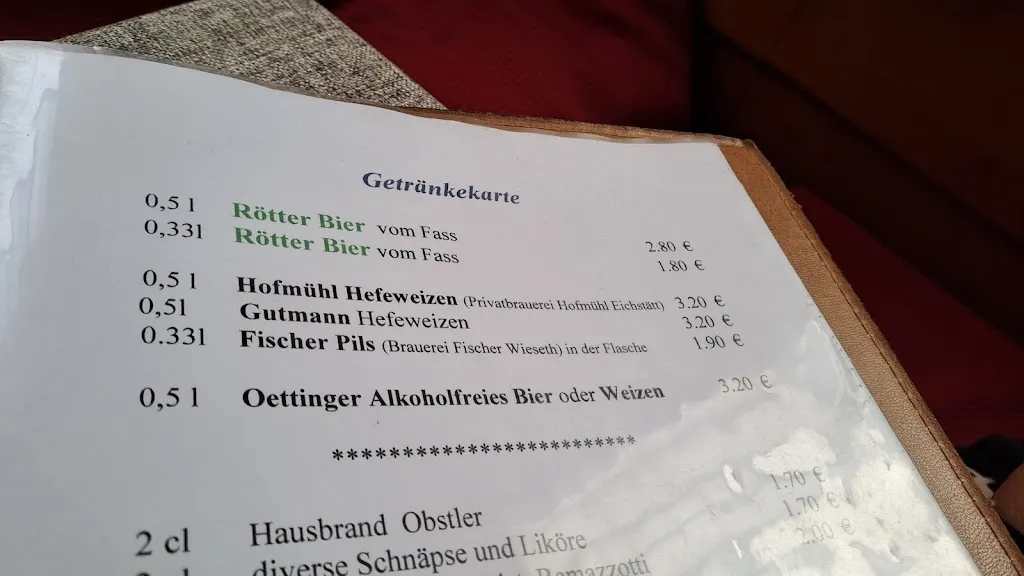 Getränkekarte
0,5 l Rötter Bier vom Fass 2.80 €
0,33l Rötter Bier vom Fass 1.80 €
0,5 l Hofmühl Hefeweizen (Privatbrauerei Hofmühl Eichstätt) 3.20 €
0,5l Gutmann Hefeweizen 3.20 €
0.33l Fischer Pils (Brauerei Fischer Wieseth) in der Flasche 1.90 €
0,5 l Oettinger Alkoholfreies Bier oder Weizen 3.20 €
************************
2 cl Hausbrand Obstler 1.70 €
diverse Schnäpse und Liköre 1.70 €
Ramazzotti 2.00 €